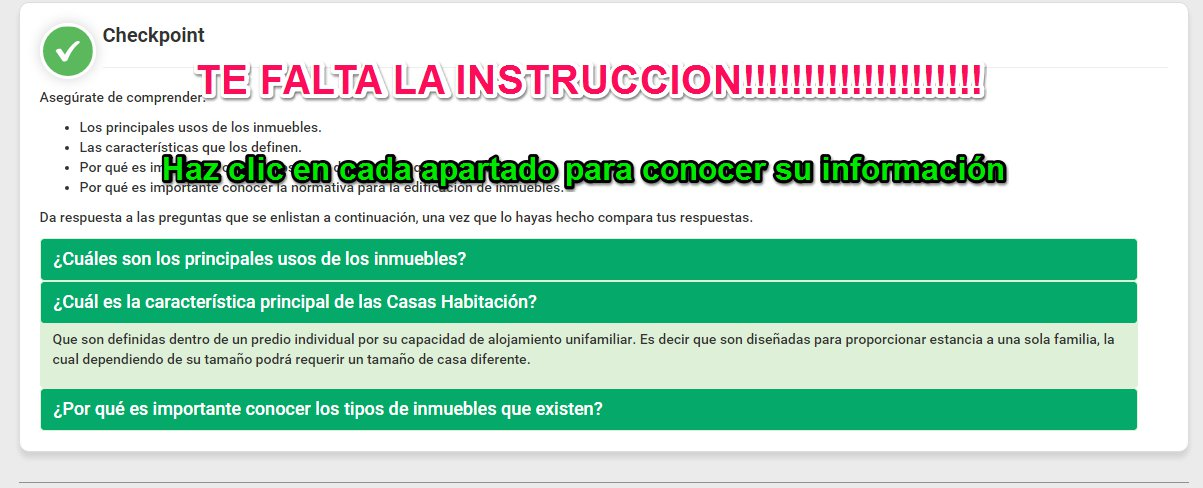 Checkpoint
TE FALTA LA INSTRUCCION!!!!!!!!!!!!!!!!!!!!
Asegúrate de comprender:
Los principales usos de los inmuebles.
Las características que los definen.
Por qué es
Haz clic en cada apartado para conocer su información
Por qué es importante conocer la normativa para la edificación de inmuebles.
Da respuesta a las preguntas que se enlistan a continuación, una vez que lo hayas hecho compara tus respuestas.
¿Cuáles son los principales usos de los inmuebles?
¿Cuál es la característica principal de las Casas Habitación?
Que son definidas dentro de un predio individual por su capacidad de alojamiento unifamiliar. Es decir que son diseñadas para proporcionar estancia a una sola familia, la
cual dependiendo de su tamaño podrá requerir un tamaño de casa diferente.
¿Por qué es importante conocer los tipos de inmuebles que existen?